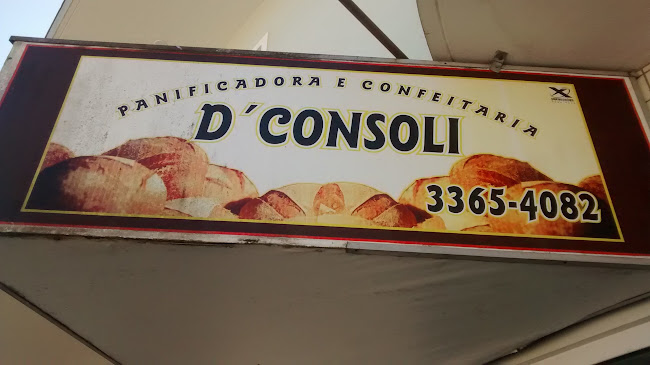 PANIFICADORA E CONFEITARIA
D´CONSOLI
3365-4082